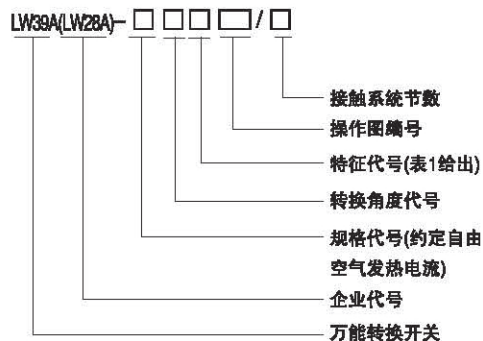 LW39A(LW28A)-□□□□/□
接触系统节数
操作图编号
特征代号(表1给出)
转换角度代号
规格代号(约定自由
空气发热电流)
企业代号
万能转换开关